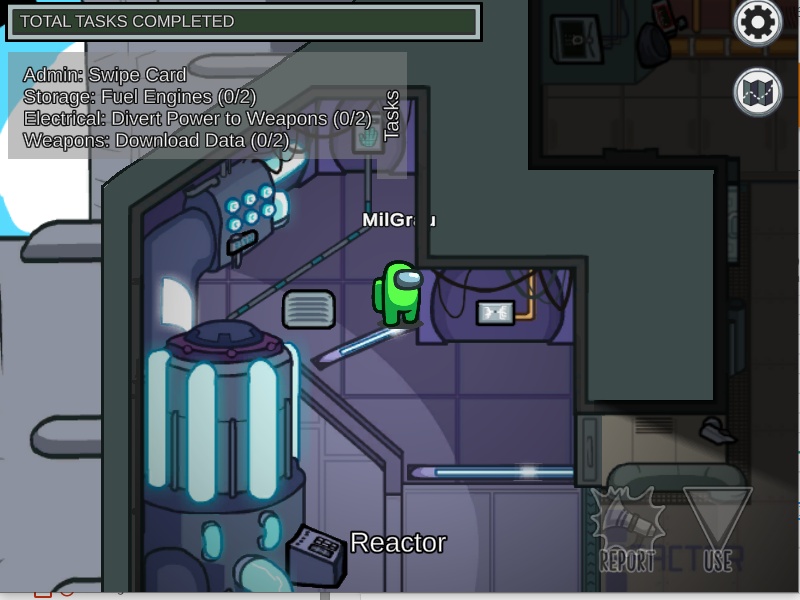 TOTAL TASKS COMPLETED
Admin: Swipe Card
Storage: Fuel Engines (0/2)
Electrical: Divert Power to Weapons (0/2)
Weapons: Download Data (0/2)
Tasks
MilGrau
Reactor
REPORT
USE